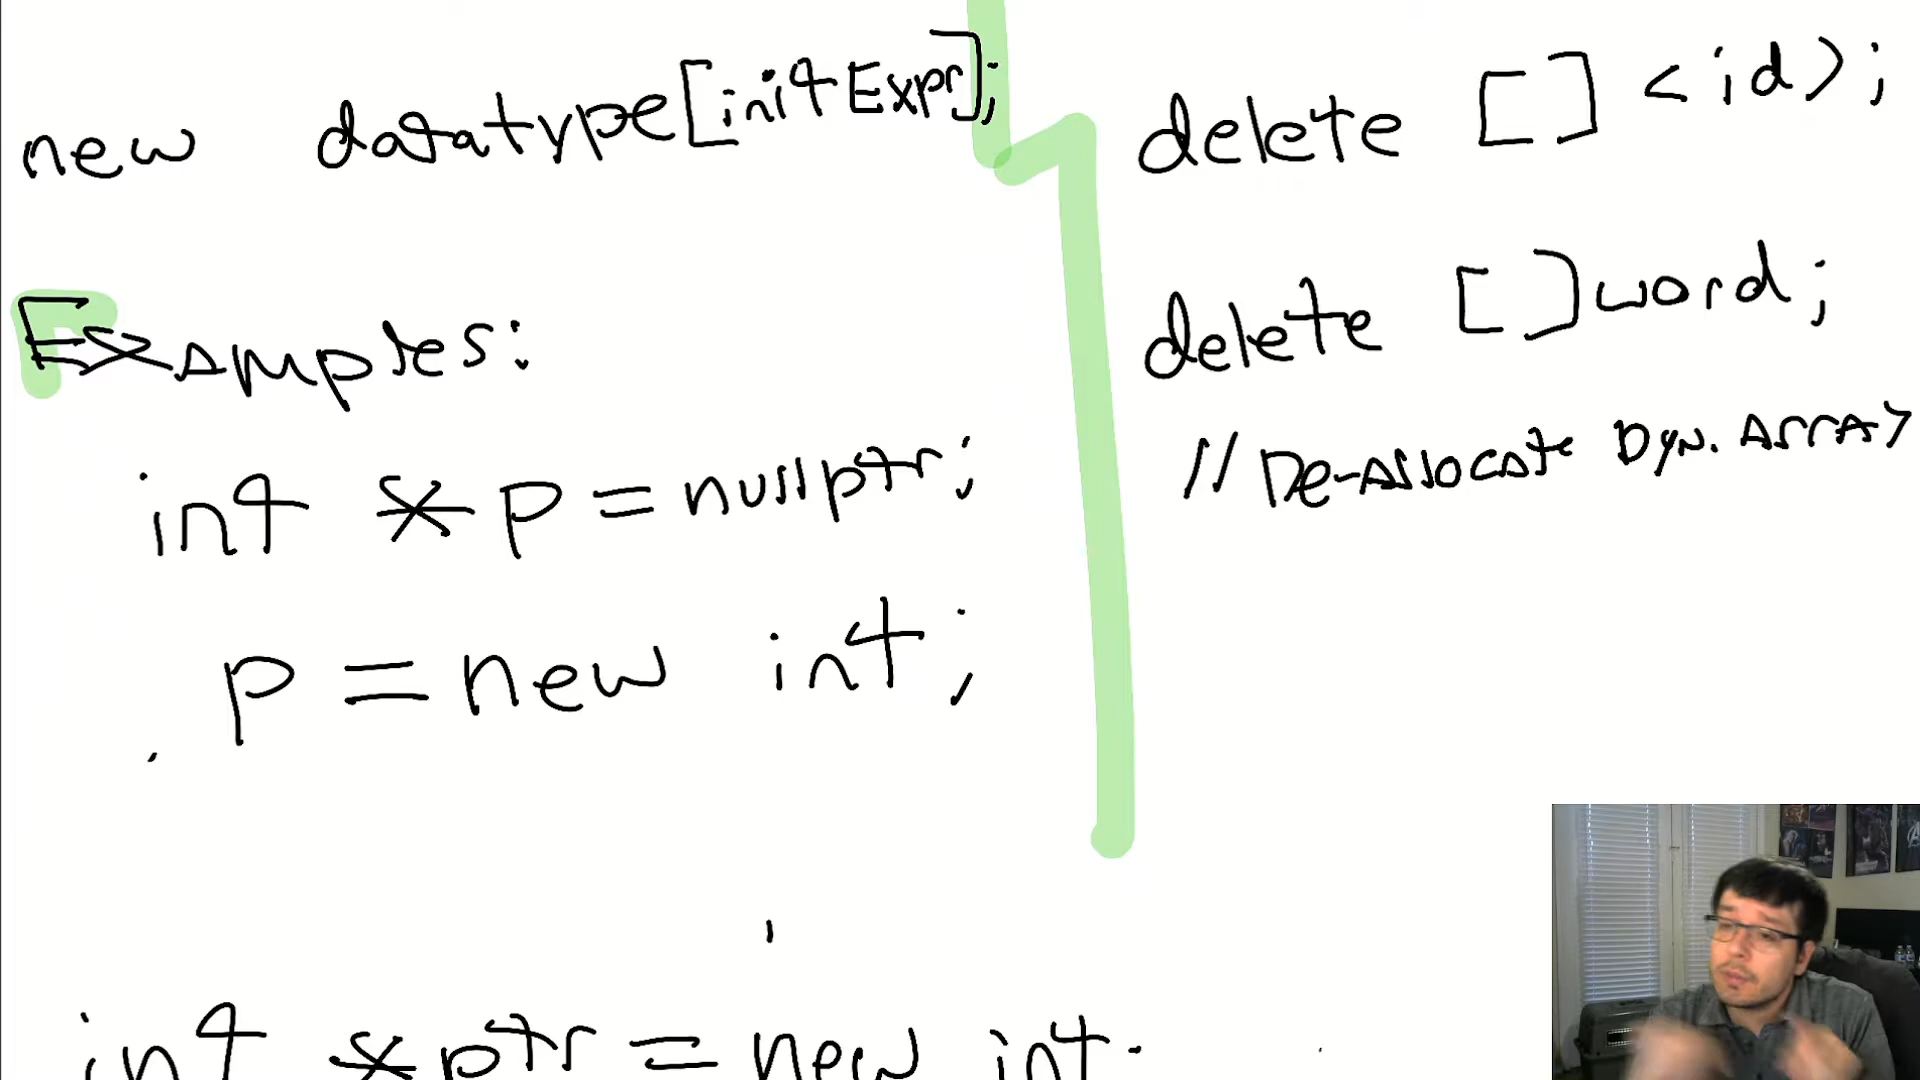 new datatype[initExpr];
Examples:
int *p = nullptr;
p = new int;
int *ptr = new int;
delete [] <id>;
delete [] word;
// De-Allocate Dyn. Array